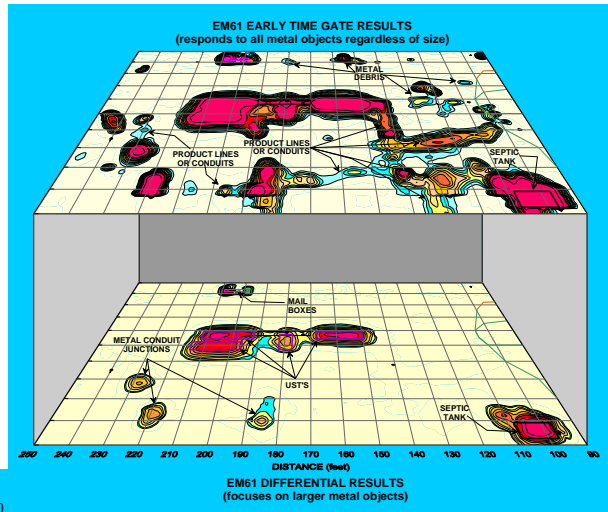 EM61 EARLY TIME GATE RESULTS
(responds to all metal objects regardless of size)
METAL
DEBRIS
PRODUCT LINES
OR CONDUITS
PRODUCT LINES
OR CONDUITS
SEPTIC
TANK
MAIL
BOXES
METAL CONDUIT
JUNCTIONS
UST'S
SEPTIC
TANK
260 250 240 230 220 210 200 190 180 170 160 150 140 130 120 110 100 90
DISTANCE (feet)
EM61 DIFFERENTIAL RESULTS
(focuses on larger metal objects)